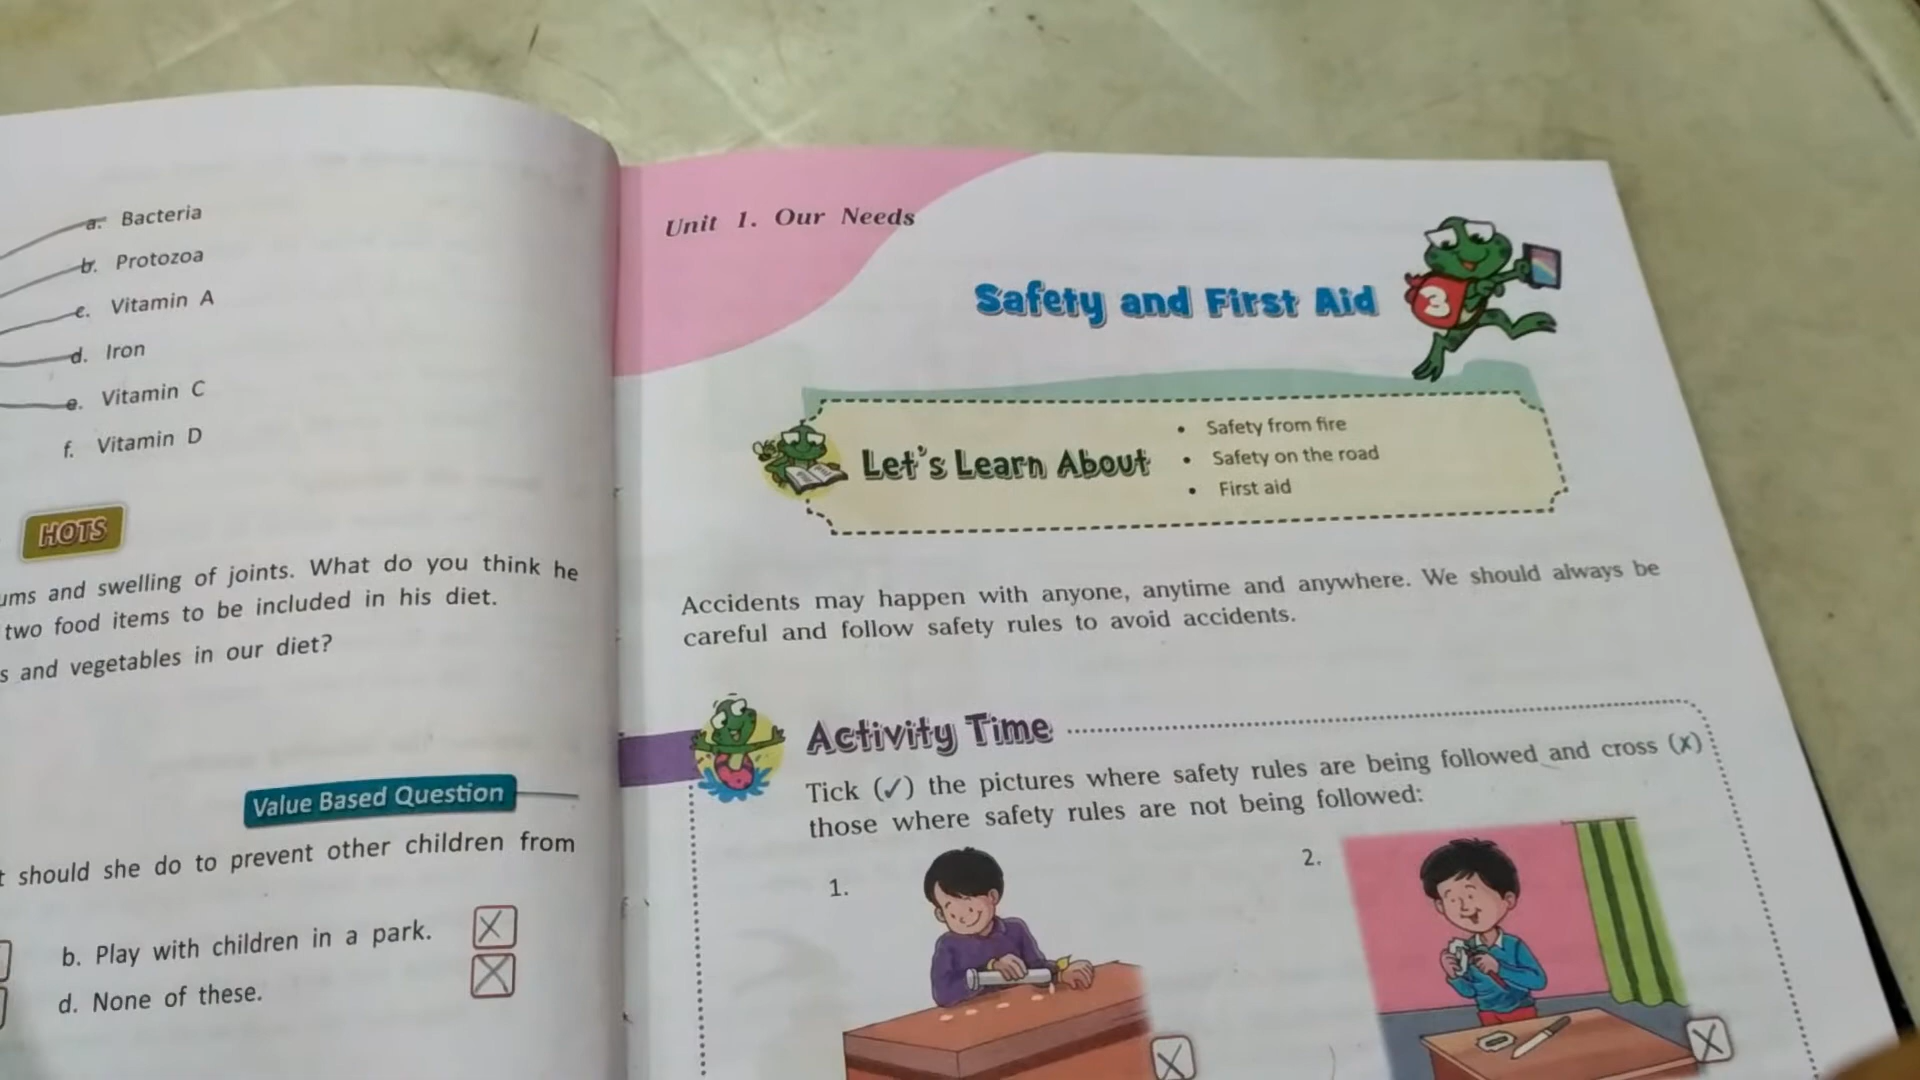 a. Bacteria
b. Protozoa
c. Vitamin A
d. Iron
e. Vitamin C
f. Vitamin D
HOTS
ums and swelling of joints. What do you think he
two food items to be included in his diet.
s and vegetables in our diet?
Value Based Question
t should she do to prevent other children from
b. Play with children in a park. X
d. None of these. X
Unit 1. Our Needs
Safety and First Aid
3
Let's Learn About
• Safety from fire
• Safety on the road
• First aid
Accidents may happen with anyone, anytime and anywhere. We should always be
careful and follow safety rules to avoid accidents.
Activity Time
Tick (✓) the pictures where safety rules are being followed and cross (x)
those where safety rules are not being followed:
1. X
2. X